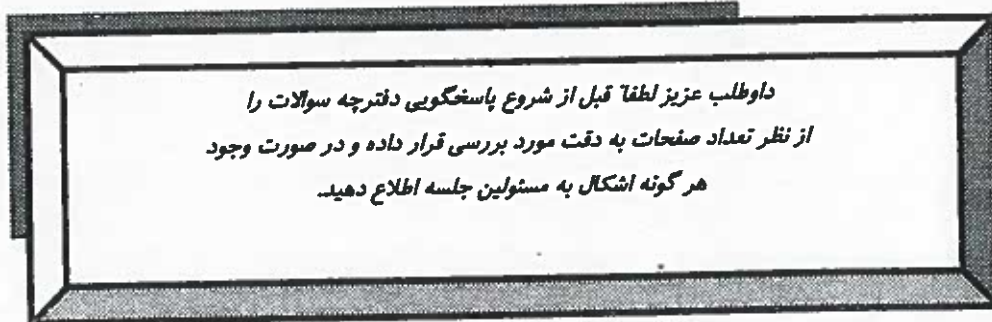 داوطلب عزیز لطفاً قبل از شروع پاسخگویی دفترچه سوالات را
از نظر تعداد صفحات به دقت مورد بررسی قرار داده و در صورت وجود
هر گونه اشکال به مسئولین جلسه اطلاع دهید.